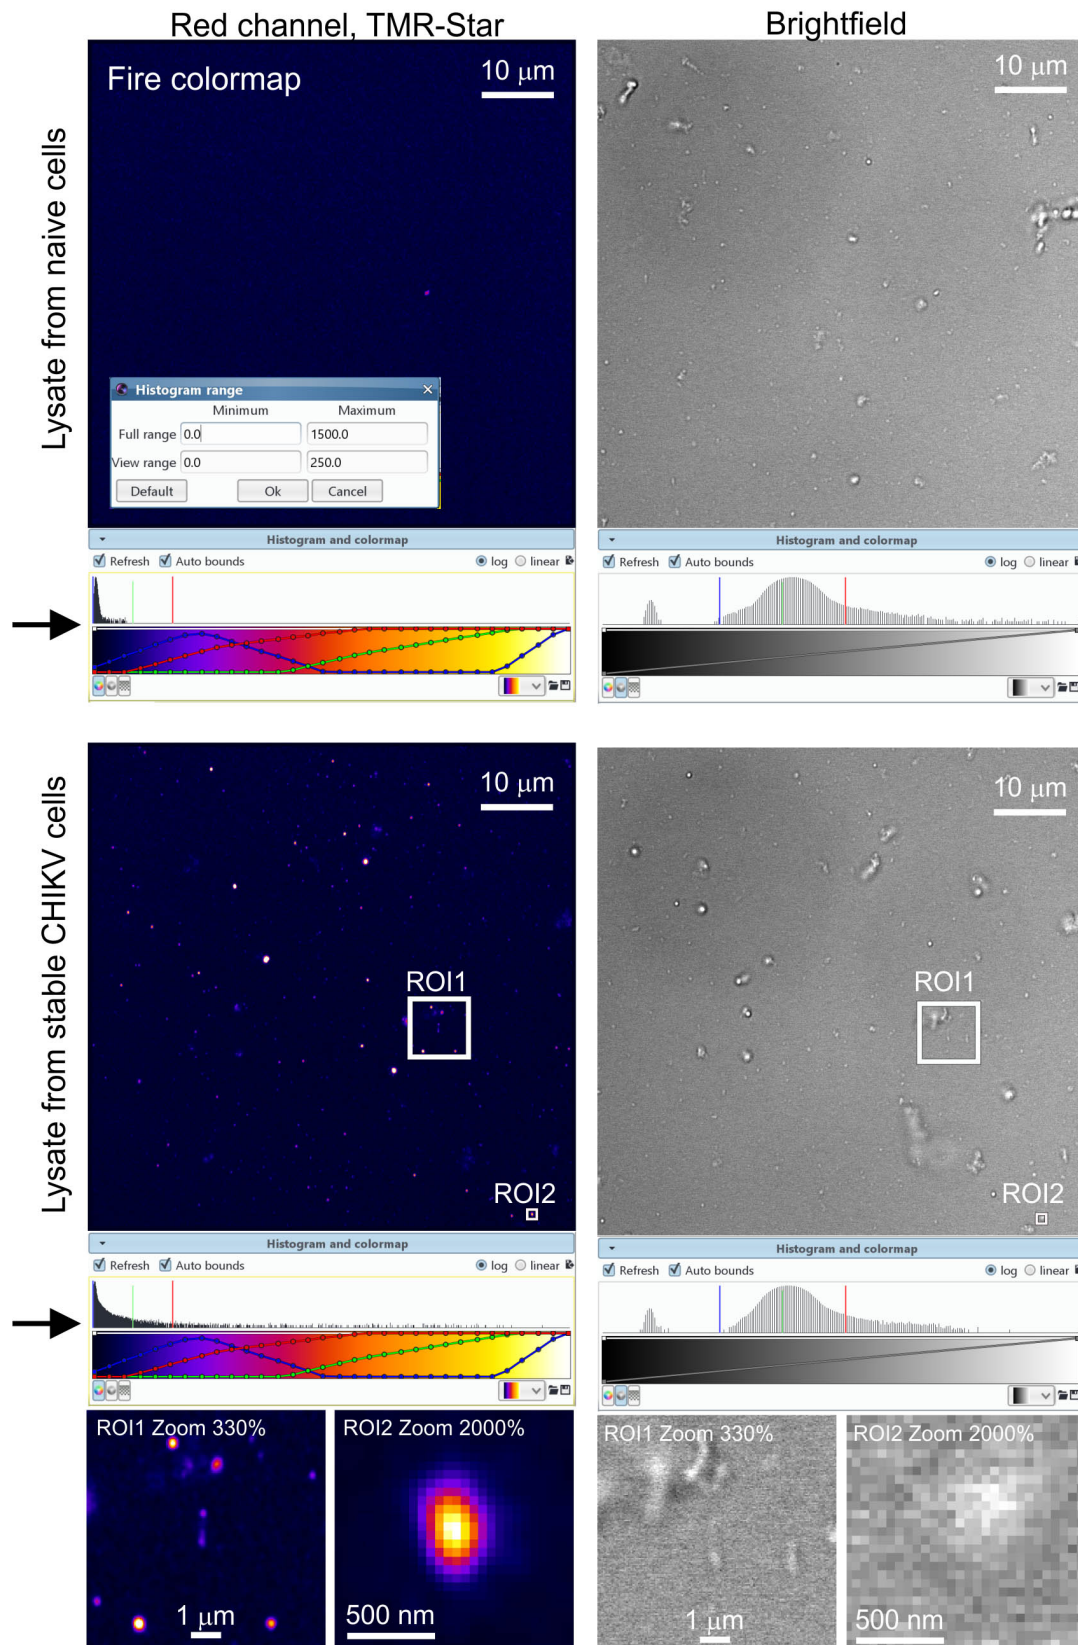 Red channel, TMR-Star
Brightfield
Lysate from naive cells
Fire colormap
10 μm
10 μm
Histogram range
Minimum Maximum
Full range 0.0 1500.0
View range 0.0 250.0
Default Ok Cancel
Histogram and colormap
Refresh Auto bounds log linear
Histogram and colormap
Refresh Auto bounds log linear
Lysate from stable CHIKV cells
10 μm
ROI1
ROI2
10 μm
ROI1
ROI2
Histogram and colormap
Refresh Auto bounds log linear
Histogram and colormap
Refresh Auto bounds log linear
ROI1 Zoom 330%
1 μm
ROI2 Zoom 2000%
500 nm
ROI1 Zoom 330%
1 μm
ROI2 Zoom 2000%
500 nm